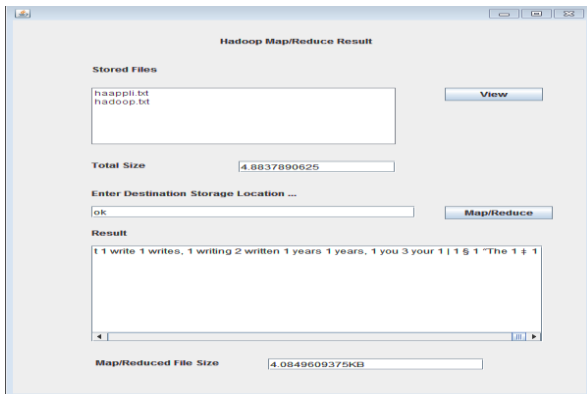 Hadoop Map/Reduce Result
Stored Files
haappli.txt
hadoop.txt
View
Total Size
4.8837890625
Enter Destination Storage Location ...
ok
Map/Reduce
Result
t 1 write 1 writes, 1 writing 2 written 1 years 1 years, 1 you 3 your 1 | 1 § 1 "The 1 ‡ 1
Map/Reduced File Size
4.0849609375KB